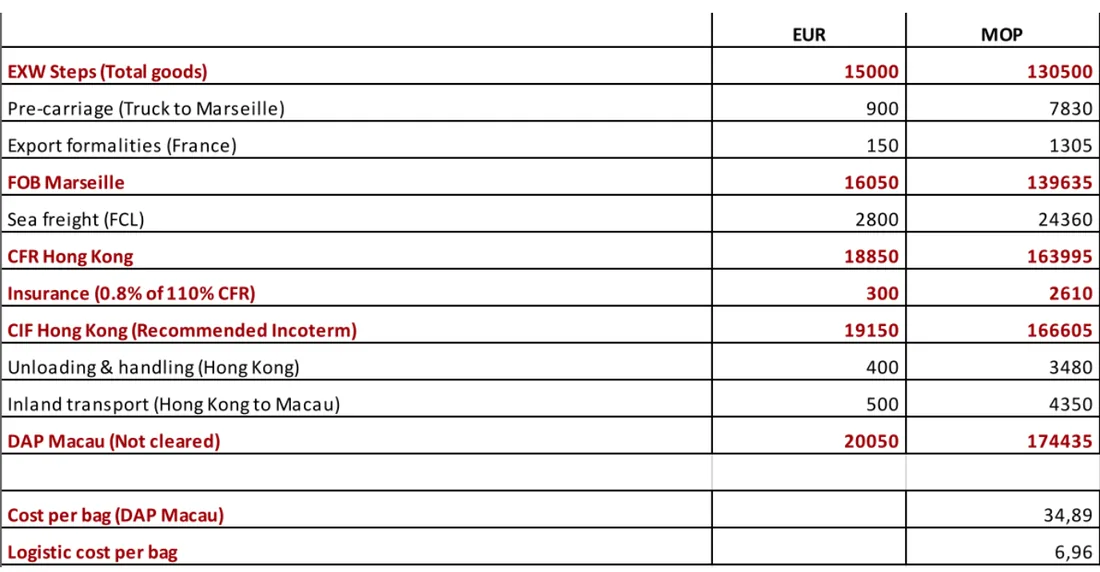 EUR MOP
EXW Steps (Total goods) 15000 130500
Pre-carriage (Truck to Marseille) 900 7830
Export formalities (France) 150 1305
FOB Marseille 16050 139635
Sea freight (FCL) 2800 24360
CFR Hong Kong 18850 163995
Insurance (0.8% of 110% CFR) 300 2610
CIF Hong Kong (Recommended Incoterm) 19150 166605
Unloading & handling (Hong Kong) 400 3480
Inland transport (Hong Kong to Macau) 500 4350
DAP Macau (Not cleared) 20050 174435
Cost per bag (DAP Macau) 34,89
Logistic cost per bag 6,96